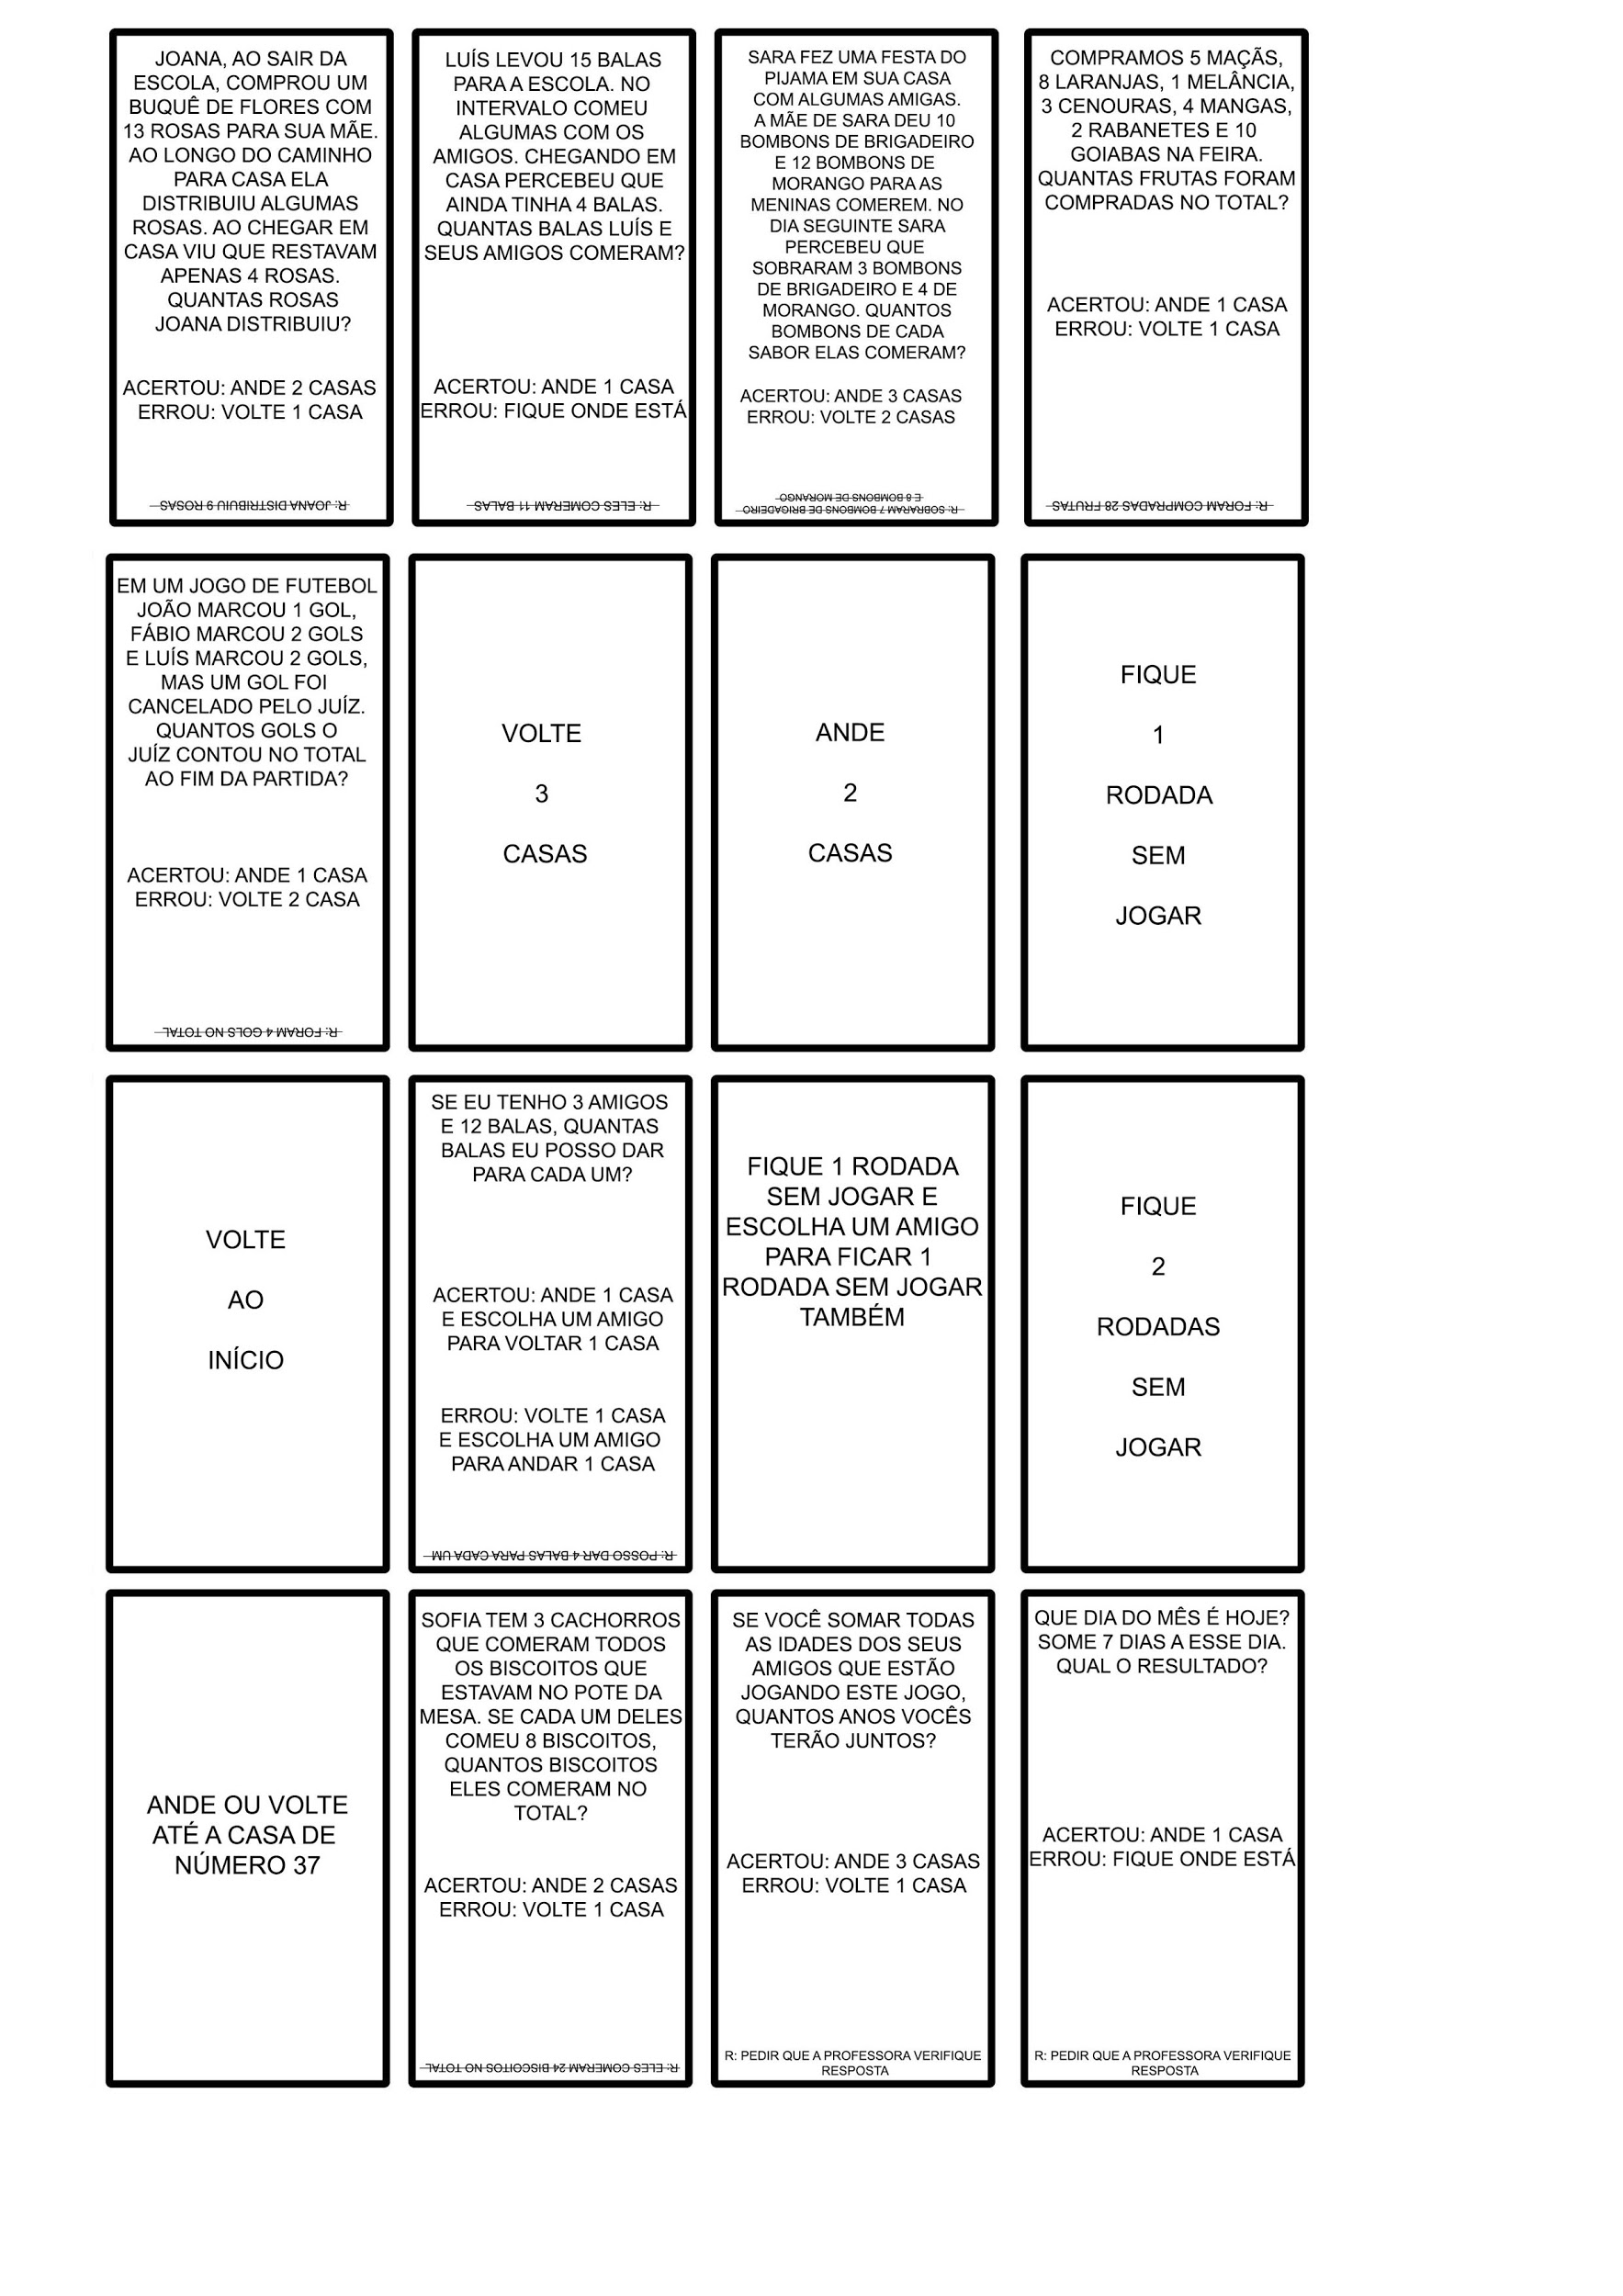 JOANA, AO SAIR DA
ESCOLA, COMPROU UM
BUQUÊ DE FLORES COM
13 ROSAS PARA SUA MÃE.
AO LONGO DO CAMINHO
PARA CASA ELA
DISTRIBUIU ALGUMAS
ROSAS. AO CHEGAR EM
CASA VIU QUE RESTAVAM
APENAS 4 ROSAS.
QUANTAS ROSAS
JOANA DISTRIBUIU?
ACERTOU: ANDE 2 CASAS
ERROU: VOLTE 1 CASA
R: JOANA DISTRIBUIU 9 ROSAS
LUÍS LEVOU 15 BALAS
PARA A ESCOLA. NO
INTERVALO COMEU
ALGUMAS COM OS
AMIGOS. CHEGANDO EM
CASA PERCEBEU QUE
AINDA TINHA 4 BALAS.
QUANTAS BALAS LUÍS E
SEUS AMIGOS COMERAM?
ACERTOU: ANDE 1 CASA
ERROU: FIQUE ONDE ESTÁ
R: ELES COMERAM 11 BALAS
SARA FEZ UMA FESTA DO
PIJAMA EM SUA CASA
COM ALGUMAS AMIGAS.
A MÃE DE SARA DEU 10
BOMBONS DE BRIGADEIRO
E 12 BOMBONS DE
MORANGO PARA AS
MENINAS COMEREM. NO
DIA SEGUINTE SARA
PERCEBEU QUE
SOBRARAM 3 BOMBONS
DE BRIGADEIRO E 4 DE
MORANGO. QUANTOS
BOMBONS DE CADA
SABOR ELAS COMERAM?
ACERTOU: ANDE 3 CASAS
ERROU: VOLTE 2 CASAS
R: SOBRARAM 7 BOMBONS DE BRIGADEIRO
E 8 BOMBONS DE MORANGO
COMPRAMOS 5 MAÇÃS,
8 LARANJAS, 1 MELÂNCIA,
3 CENOURAS, 4 MANGAS,
2 RABANETES E 10
GOIABAS NA FEIRA.
QUANTAS FRUTAS FORAM
COMPRADAS NO TOTAL?
ACERTOU: ANDE 1 CASA
ERROU: VOLTE 1 CASA
R: FORAM COMPRADAS 28 FRUTAS
EM UM JOGO DE FUTEBOL
JOÃO MARCOU 1 GOL,
FÁBIO MARCOU 2 GOLS
E LUÍS MARCOU 2 GOLS,
MAS UM GOL FOI
CANCELADO PELO JUÍZ.
QUANTOS GOLS O
JUÍZ CONTOU NO TOTAL
AO FIM DA PARTIDA?
ACERTOU: ANDE 1 CASA
ERROU: VOLTE 2 CASA
R: FORAM 4 GOLS NO TOTAL
VOLTE
3
CASAS
ANDE
2
CASAS
FIQUE
1
RODADA
SEM
JOGAR
VOLTE
AO
INÍCIO
SE EU TENHO 3 AMIGOS
E 12 BALAS, QUANTAS
BALAS EU POSSO DAR
PARA CADA UM?
ACERTOU: ANDE 1 CASA
E ESCOLHA UM AMIGO
PARA VOLTAR 1 CASA
ERROU: VOLTE 1 CASA
E ESCOLHA UM AMIGO
PARA ANDAR 1 CASA
R: POSSO DAR 4 BALAS PARA CADA UM
FIQUE 1 RODADA
SEM JOGAR E
ESCOLHA UM AMIGO
PARA FICAR 1
RODADA SEM JOGAR
TAMBÉM
FIQUE
2
RODADAS
SEM
JOGAR
ANDE OU VOLTE
ATÉ A CASA DE
NÚMERO 37
SOFIA TEM 3 CACHORROS
QUE COMERAM TODOS
OS BISCOITOS QUE
ESTAVAM NO POTE DA
MESA. SE CADA UM DELES
COMEU 8 BISCOITOS,
QUANTOS BISCOITOS
ELES COMERAM NO
TOTAL?
ACERTOU: ANDE 2 CASAS
ERROU: VOLTE 1 CASA
R: ELES COMERAM 24 BISCOITOS NO TOTAL
SE VOCÊ SOMAR TODAS
AS IDADES DOS SEUS
AMIGOS QUE ESTÃO
JOGANDO ESTE JOGO,
QUANTOS ANOS VOCÊS
TERÃO JUNTOS?
ACERTOU: ANDE 3 CASAS
ERROU: VOLTE 1 CASA
R: PEDIR QUE A PROFESSORA VERIFIQUE
RESPOSTA
QUE DIA DO MÊS É HOJE?
SOME 7 DIAS A ESSE DIA.
QUAL O RESULTADO?
ACERTOU: ANDE 1 CASA
ERROU: FIQUE ONDE ESTÁ
R: PEDIR QUE A PROFESSORA VERIFIQUE
RESPOSTA